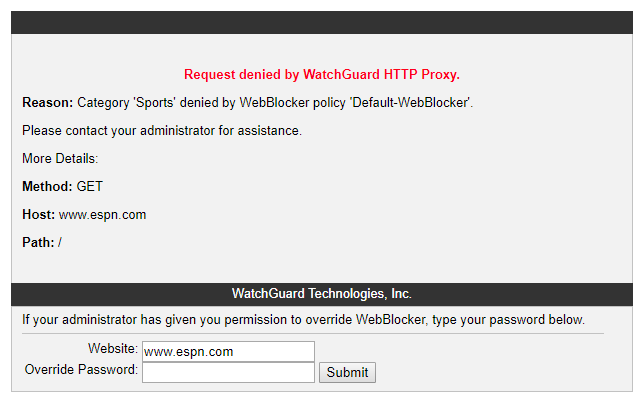 Request denied by WatchGuard HTTP Proxy.
Reason: Category 'Sports' denied by WebBlocker policy 'Default-WebBlocker'.
Please contact your administrator for assistance.
More Details:
Method: GET
Host: www.espn.com
Path: /
WatchGuard Technologies, Inc.
If your administrator has given you permission to override WebBlocker, type your password below.
Website: www.espn.com
Override Password: Submit